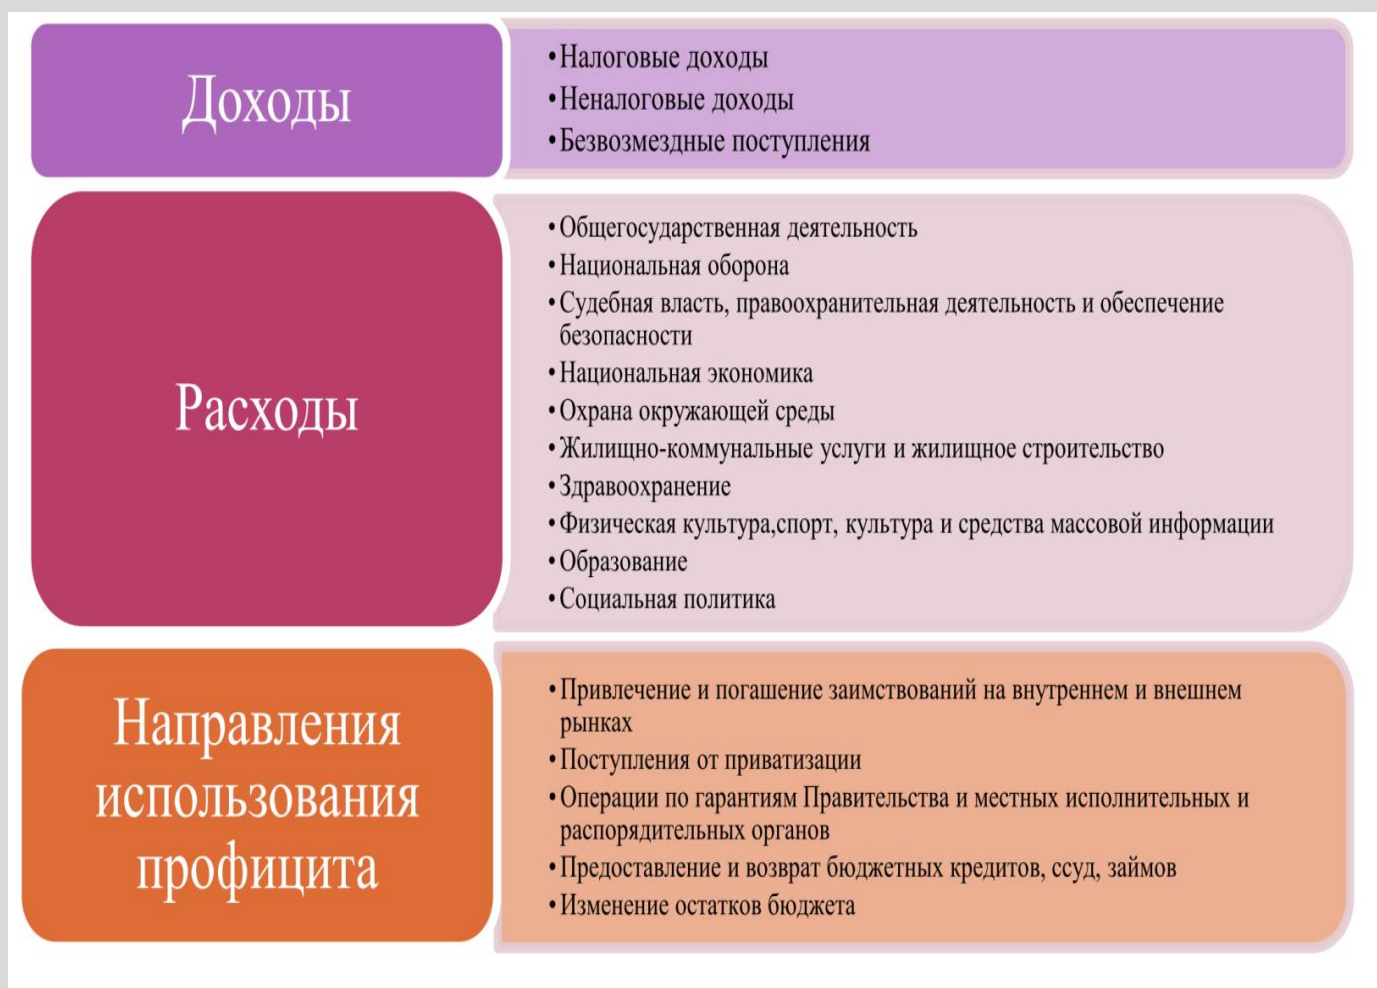 Доходы
•Налоговые доходы
•Неналоговые доходы
•Безвозмездные поступления
Расходы
•Общегосударственная деятельность
•Национальная оборона
•Судебная власть, правоохранительная деятельность и обеспечение
безопасности
•Национальная экономика
•Охрана окружающей среды
•Жилищно-коммунальные услуги и жилищное строительство
•Здравоохранение
•Физическая культура,спорт, культура и средства массовой информации
•Образование
•Социальная политика
Направления
использования
профицита
•Привлечение и погашение заимствований на внутреннем и внешнем
рынках
•Поступления от приватизации
•Операции по гарантиям Правительства и местных исполнительных и
распорядительных органов
•Предоставление и возврат бюджетных кредитов, ссуд, займов
•Изменение остатков бюджета